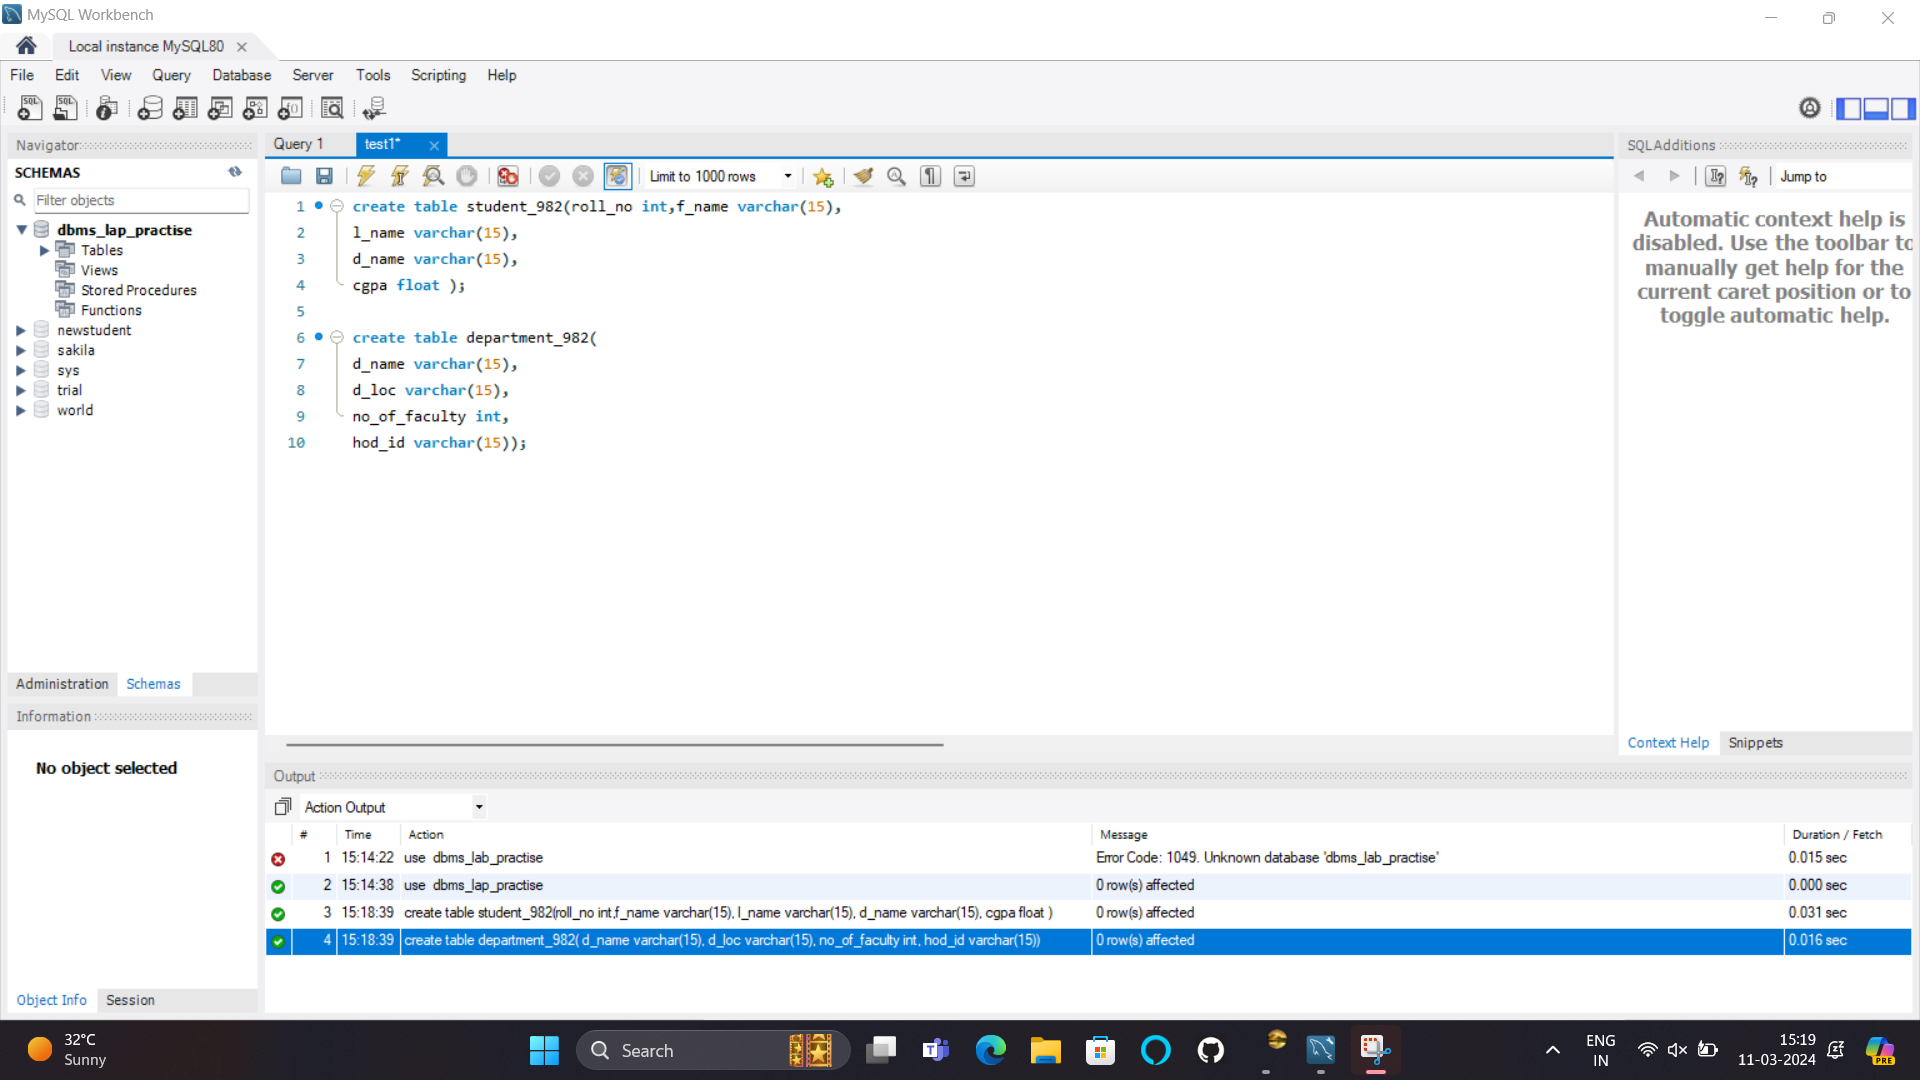 MySQL Workbench
Local instance MySQL80
File Edit View Query Database Server Tools Scripting Help
Navigator
SCHEMAS
Filter objects
dbms_lap_practise
Tables
Views
Stored Procedures
Functions
newstudent
sakila
sys
trial
world
Administration Schemas
Information
No object selected
Object Info Session
Query 1 test1*
Limit to 1000 rows
1 create table student_982(roll_no int,f_name varchar(15),
2 l_name varchar(15),
3 d_name varchar(15),
4 cgpa float );
5
6 create table department_982(
7 d_name varchar(15),
8 d_loc varchar(15),
9 no_of_faculty int,
10 hod_id varchar(15));
SQLAdditions
Jump to
Automatic context help is
disabled. Use the toolbar to
manually get help for the
current caret position or to
toggle automatic help.
Context Help Snippets
Output
Action Output
# Time Action Message Duration / Fetch
1 15:14:22 use dbms_lab_practise Error Code: 1049. Unknown database 'dbms_lab_practise' 0.015 sec
2 15:14:38 use dbms_lap_practise 0 row(s) affected 0.000 sec
3 15:18:39 create table student_982(roll_no int,f_name varchar(15), l_name varchar(15), d_name varchar(15), cgpa float ) 0 row(s) affected 0.031 sec
4 15:18:39 create table department_982( d_name varchar(15), d_loc varchar(15), no_of_faculty int, hod_id varchar(15)) 0 row(s) affected 0.016 sec
32°C
Sunny
Search
ENG
IN
15:19
11-03-2024
PRE